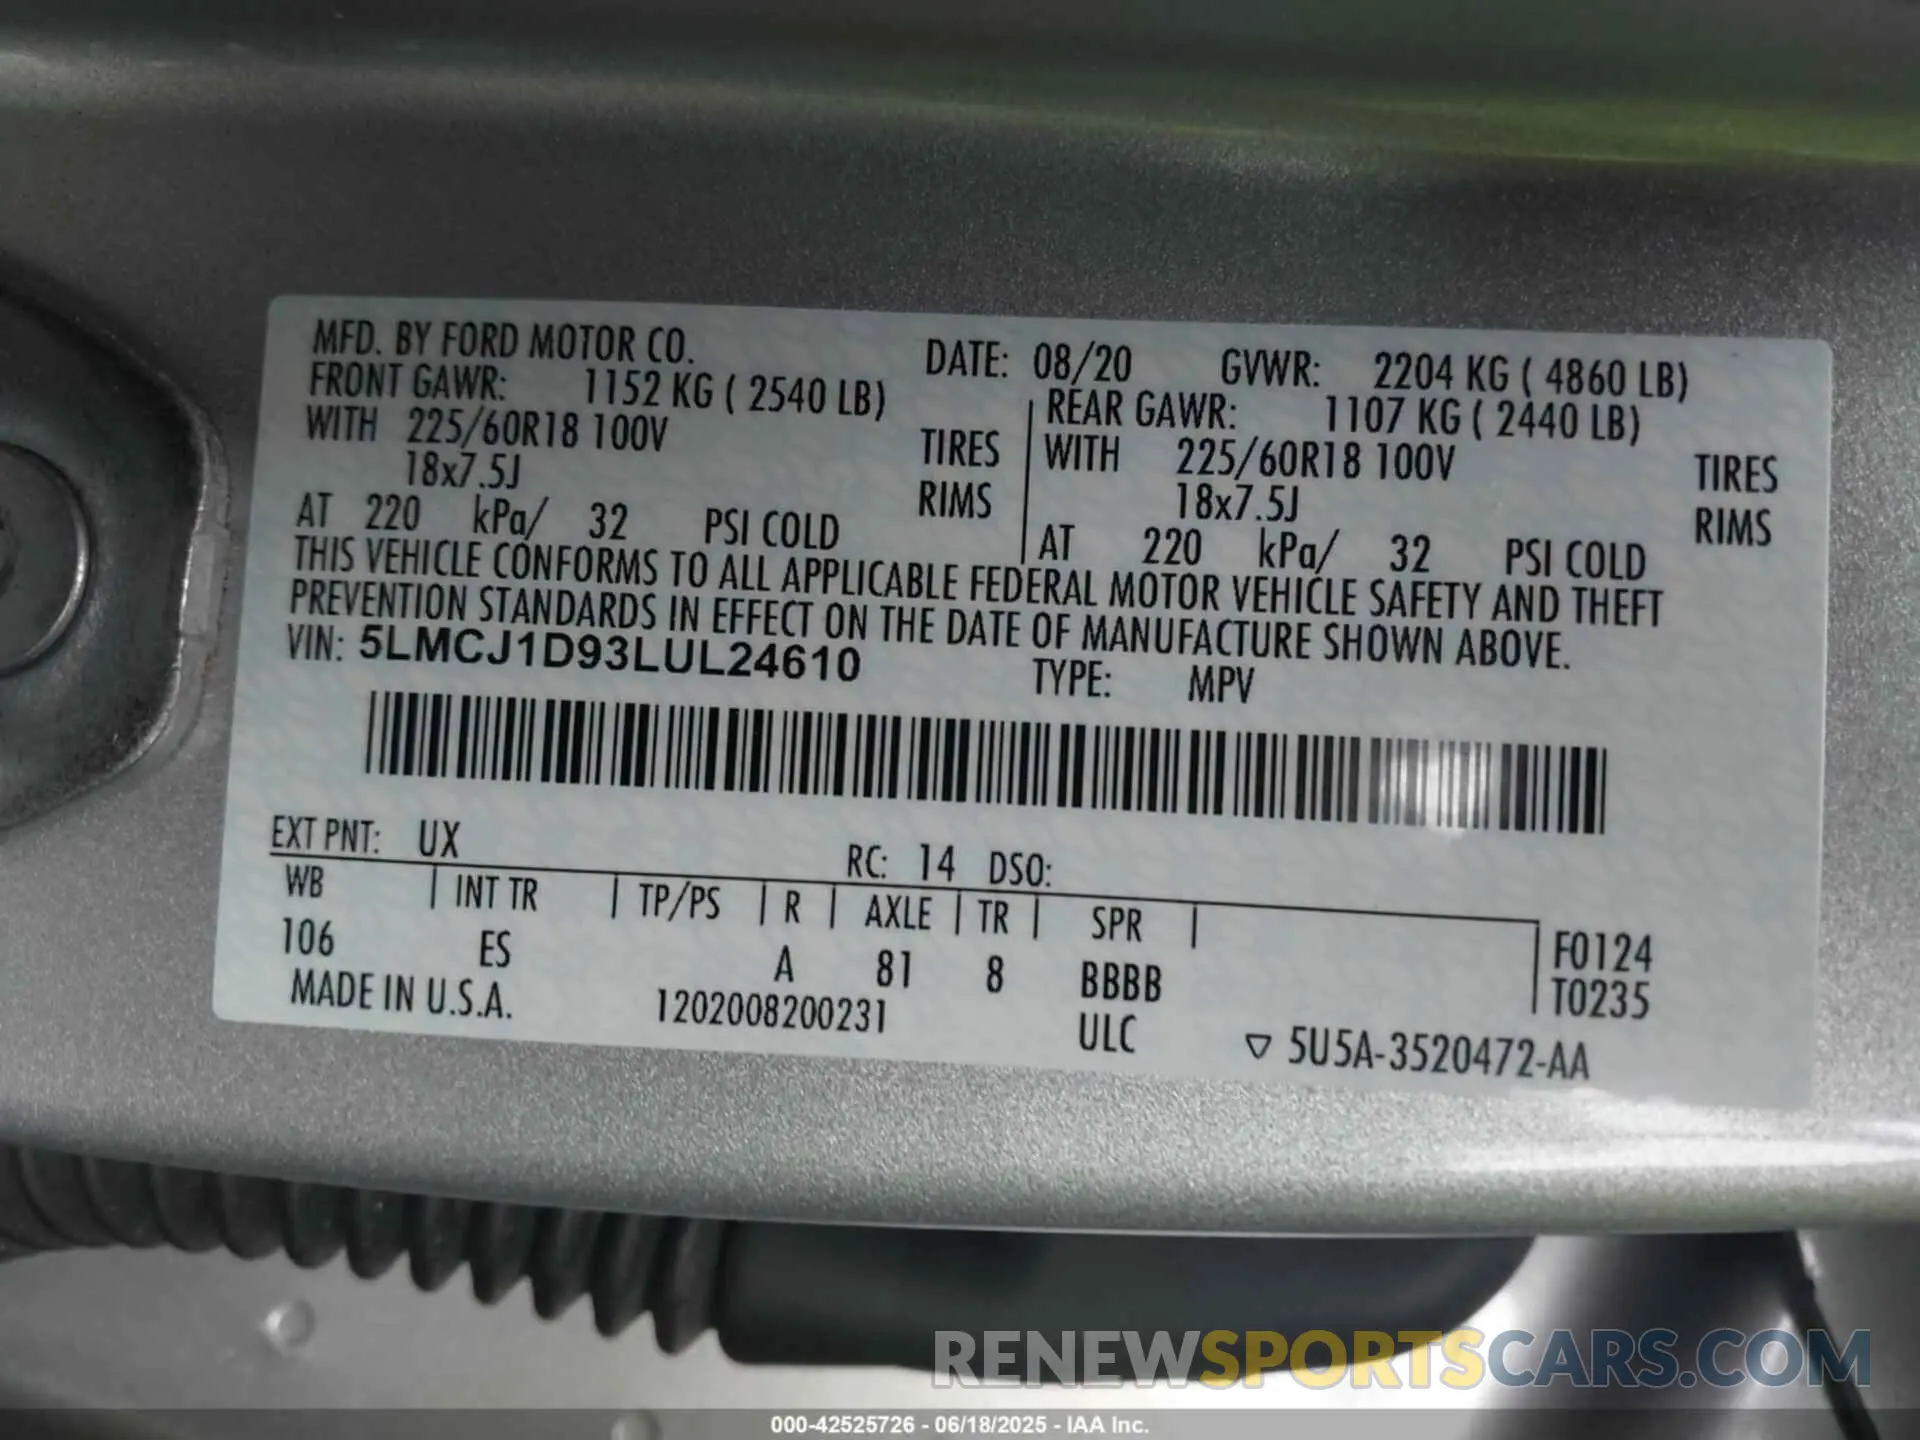 MFD. BY FORD MOTOR CO. DATE: 08/20 GVWR: 2204 KG ( 4860 LB)
FRONT GAWR: 1152 KG ( 2540 LB) REAR GAWR: 1107 KG ( 2440 LB)
WITH 225/60R18 100V TIRES WITH 225/60R18 100V TIRES
18x7.5J RIMS 18x7.5J RIMS
AT 220 kPa/ 32 PSI COLD AT 220 kPa/ 32 PSI COLD
THIS VEHICLE CONFORMS TO ALL APPLICABLE FEDERAL MOTOR VEHICLE SAFETY AND THEFT
PREVENTION STANDARDS IN EFFECT ON THE DATE OF MANUFACTURE SHOWN ABOVE.
VIN: 5LMCJ1D93LUL24610 TYPE: MPV
EXT PNT: UX RC: 14 DSO:
WB INT TR TP/PS R AXLE TR SPR F0124
106 ES A 81 8 BBBB T0235
MADE IN U.S.A. 1202008200231 ULC ▽ 5U5A-3520472-AA
RENEWSPORTSCARS.COM
000-42525726 - 06/18/2025 - IAA Inc.